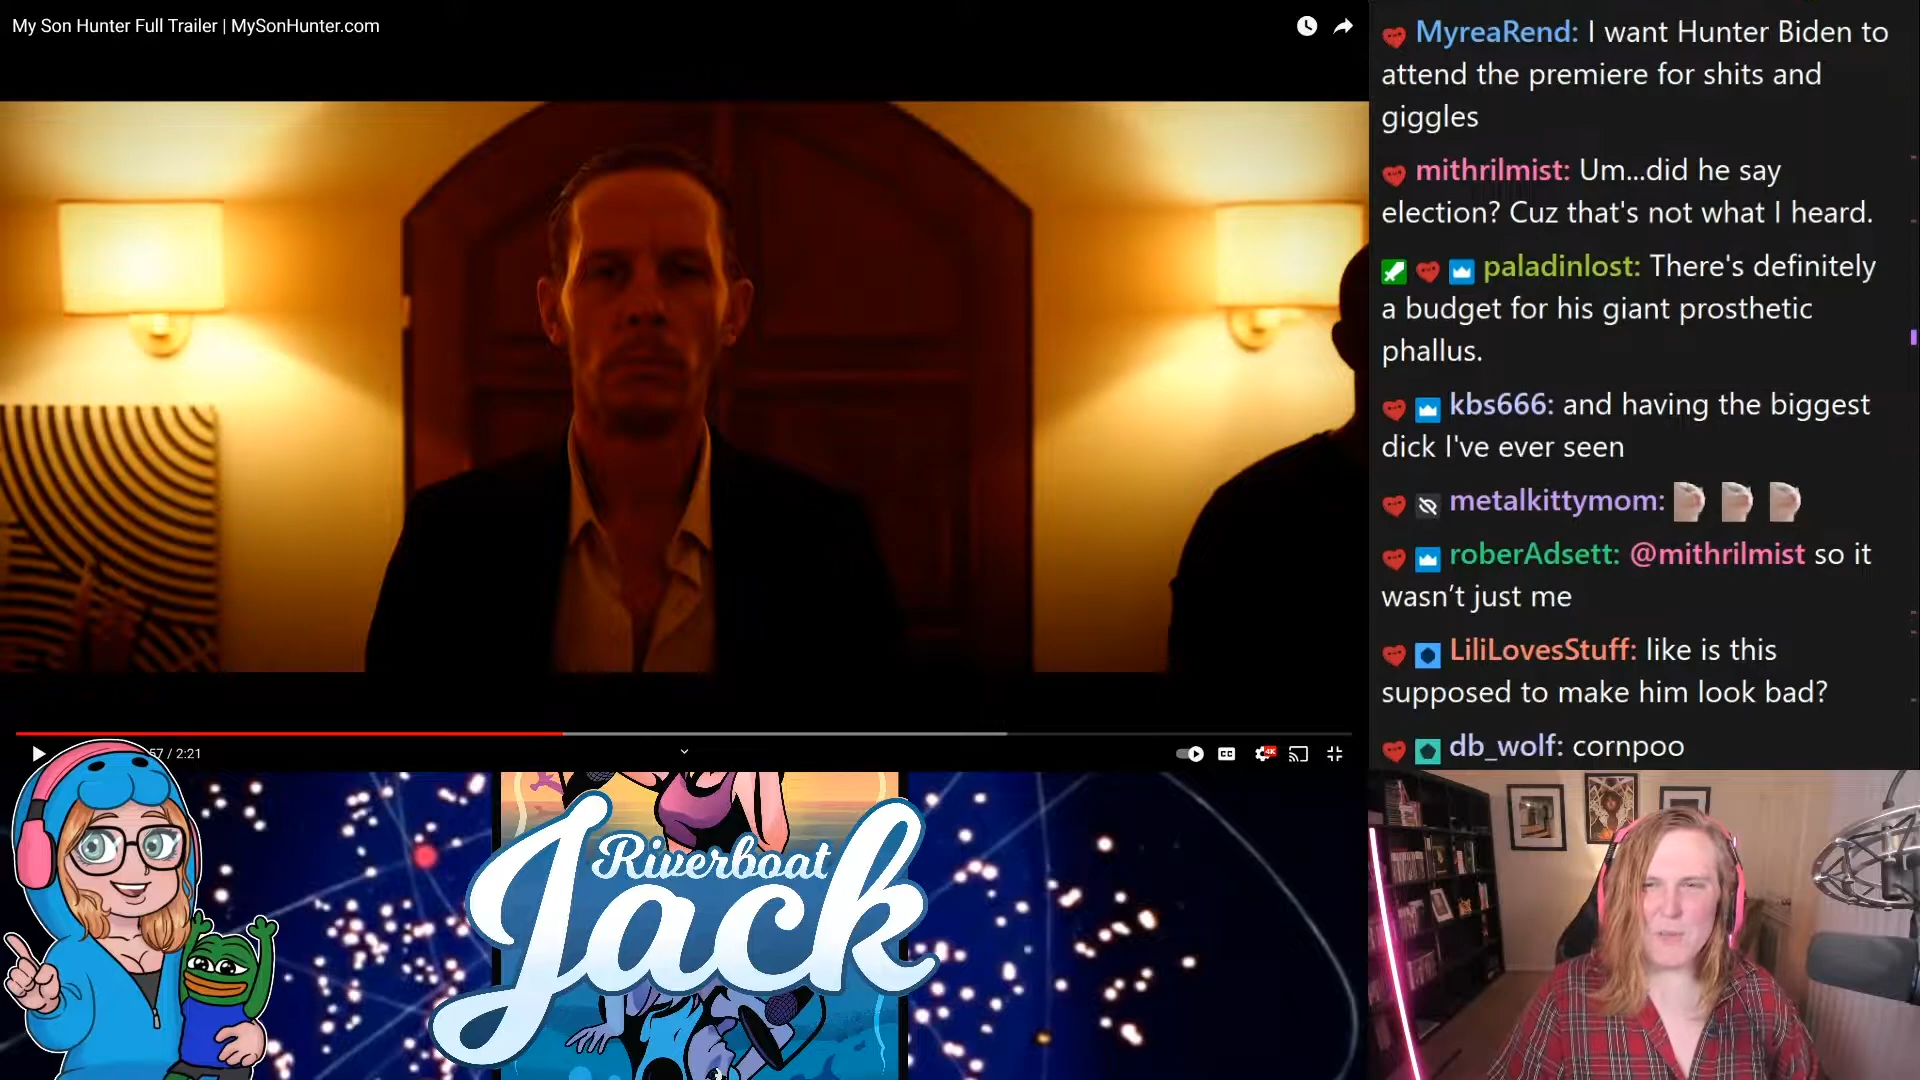 My Son Hunter Full Trailer | MySonHunter.com
MyreaRend: I want Hunter Biden to
attend the premiere for shits and
giggles
mithrilmist: Um...did he say
election? Cuz that's not what I heard.
paladinlost: There's definitely
a budget for his giant prosthetic
phallus.
kbs666: and having the biggest
dick I've ever seen
metalkittymom:
roberAdsett: @mithrilmist so it
wasn't just me
LiliLovesStuff: like is this
supposed to make him look bad?
db_wolf: cornpoo
57 / 2:21
CC
4K
Riverboat
Jack